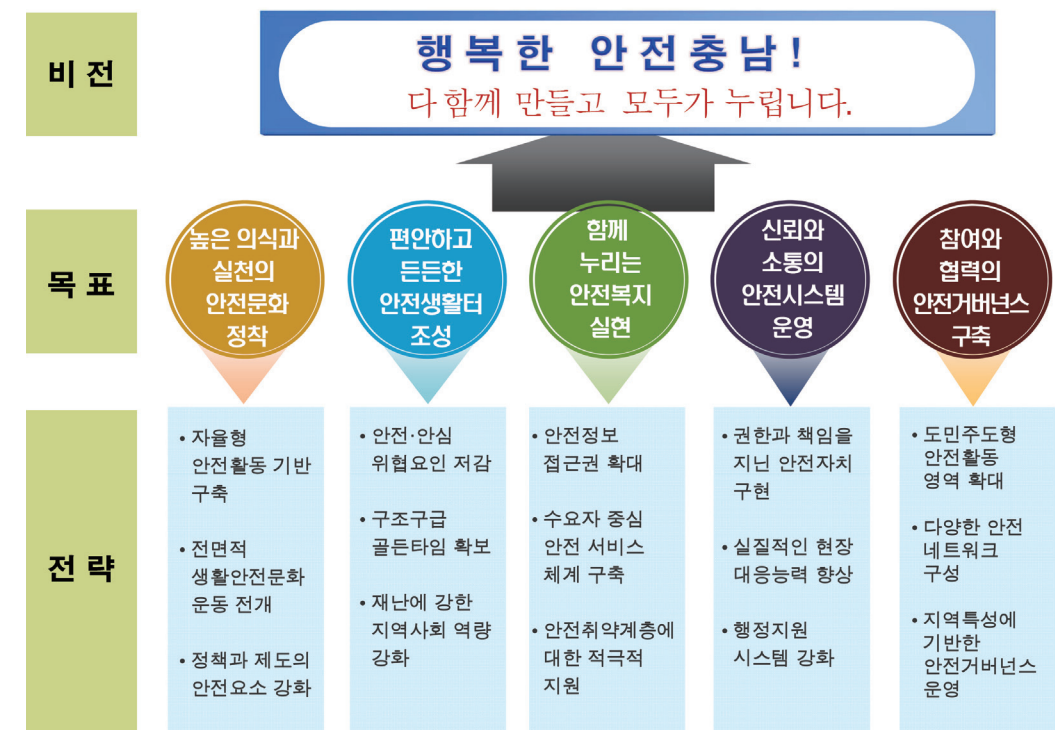 비전
행복한 안전충남!
다함께 만들고 모두가 누립니다.
목표
높은 의식과
실천의
안전문화
정착
편안하고
든든한
안전생활터
조성
함께
누리는
안전복지
실현
신뢰와
소통의
안전시스템
운영
참여와
협력의
안전거버넌스
구축
전략
• 자율형
안전활동 기반
구축
• 전면적
생활안전문화
운동 전개
• 정책과 제도의
안전요소 강화
• 안전·안심
위협요인 저감
• 구조구급
골든타임 확보
• 재난에 강한
지역사회 역량
강화
• 안전정보
접근권 확대
• 수요자 중심
안전 서비스
체계 구축
• 안전취약계층에
대한 적극적
지원
• 권한과 책임을
지닌 안전자치
구현
• 실질적인 현장
대응능력 향상
• 행정지원
시스템 강화
• 도민주도형
안전활동
영역 확대
• 다양한 안전
네트워크
구성
• 지역특성에
기반한
안전거버넌스
운영